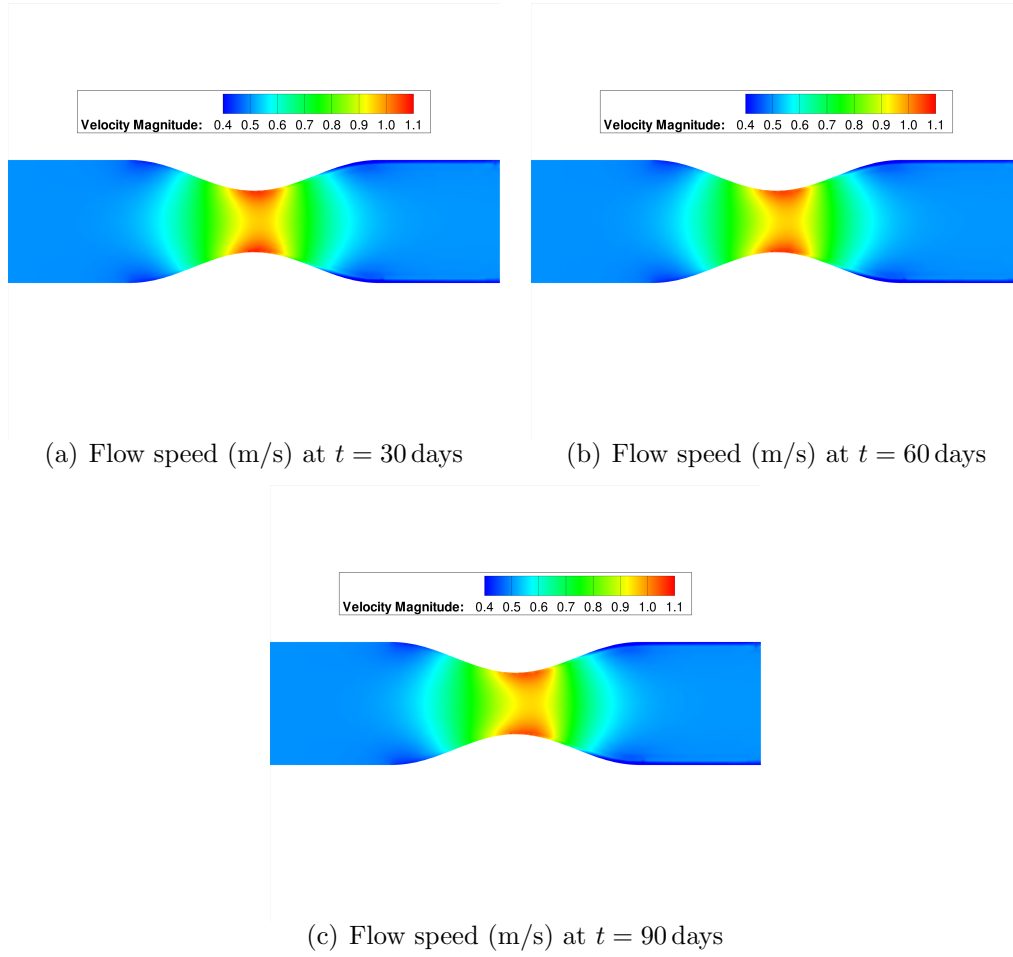 Velocity Magnitude: 0.4 0.5 0.6 0.7 0.8 0.9 1.0 1.1
Velocity Magnitude: 0.4 0.5 0.6 0.7 0.8 0.9 1.0 1.1
(a) Flow speed (m/s) at t = 30 days
(b) Flow speed (m/s) at t = 60 days
Velocity Magnitude: 0.4 0.5 0.6 0.7 0.8 0.9 1.0 1.1
(c) Flow speed (m/s) at t = 90 days